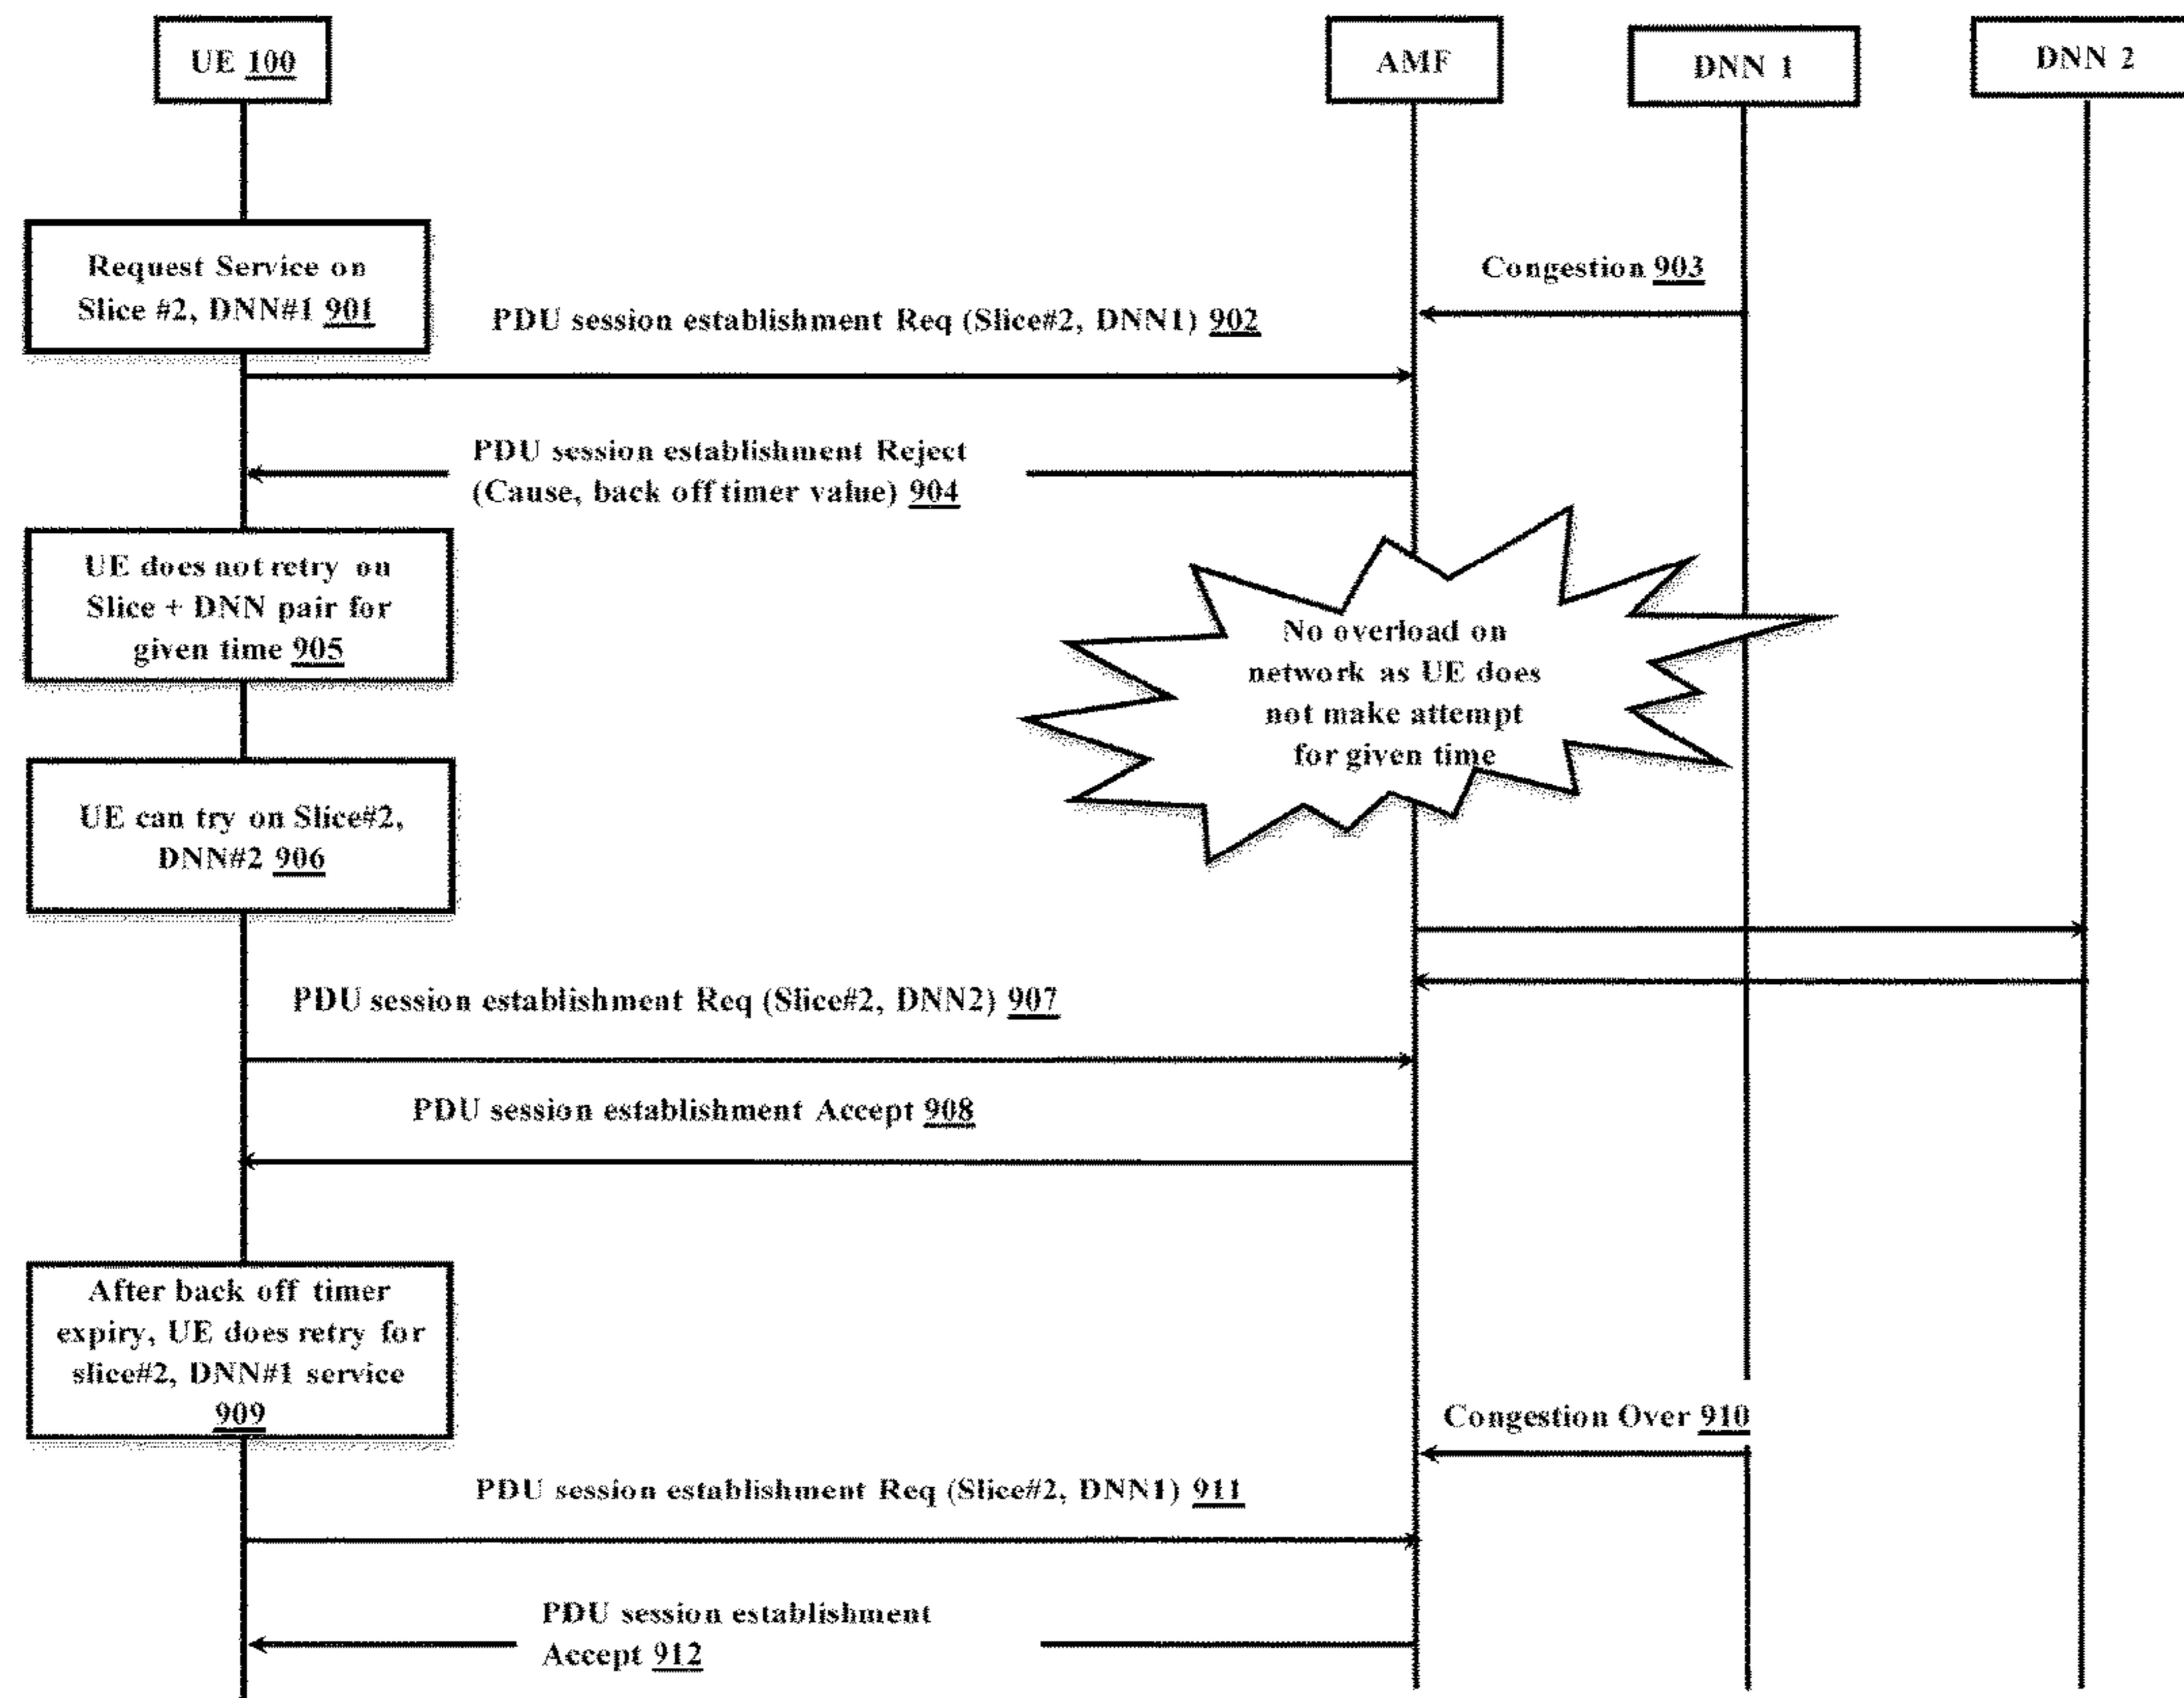 UE 100
AMF
DNN 1
DNN 2
Request Service on
Slice #2, DNN#1 901
Congestion 903
PDU session establishment Req (Slice#2, DNN1) 902
PDU session establishment Reject
(Cause, back off timer value) 904
UE does not retry on
Slice + DNN pair for
given time 905
No overload on
network as UE does
not make attempt
for given time
UE can try on Slice#2,
DNN#2 906
PDU session establishment Req (Slice#2, DNN2) 907
PDU session establishment Accept 908
After back off timer
expiry, UE does retry for
slice#2, DNN#1 service
909
Congestion Over 910
PDU session establishment Req (Slice#2, DNN1) 911
PDU session establishment
Accept 912